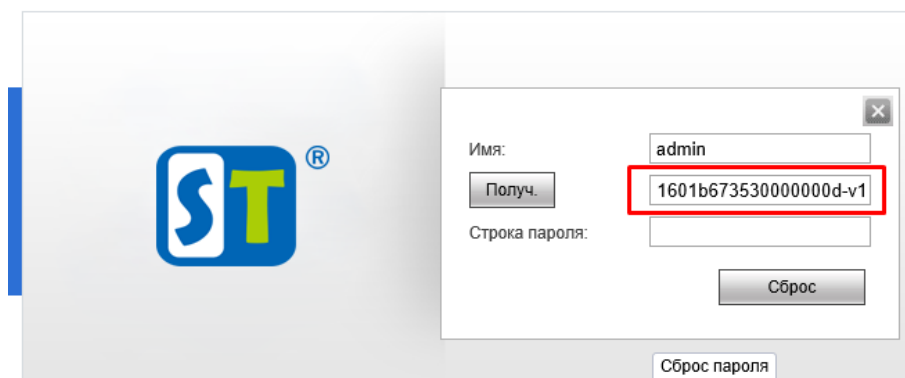 ST®
Имя:
admin
Получ.
1601b673530000000d-v1
Строка пароля:
Сброс
Сброс пароля